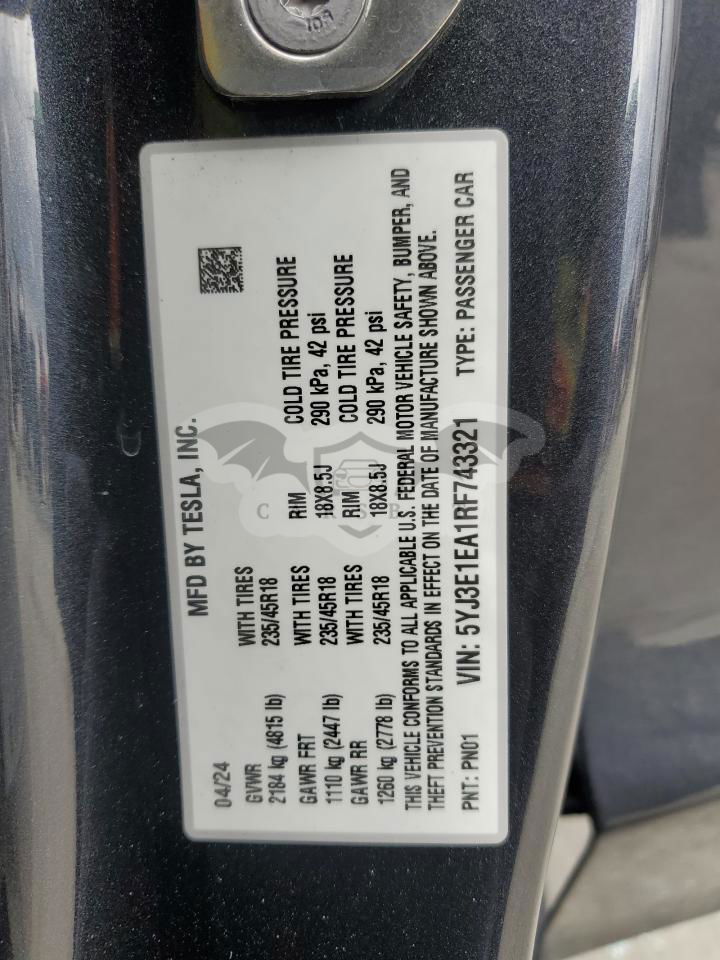 109
MFD BY TESLA, INC.
04/24
GVWR WITH TIRES RIM COLD TIRE PRESSURE
2184 kg (4815 lb) 235/45R18 18X8.5J 290 kPa, 42 psi
GAWR FRT WITH TIRES RIM COLD TIRE PRESSURE
1110 kg (2447 lb) 235/45R18 18X8.5J 290 kPa, 42 psi
GAWR RR WITH TIRES
1260 kg (2778 lb) 235/45R18
THIS VEHICLE CONFORMS TO ALL APPLICABLE U.S. FEDERAL MOTOR VEHICLE SAFETY, BUMPER, AND
THEFT PREVENTION STANDARDS IN EFFECT ON THE DATE OF MANUFACTURE SHOWN ABOVE.
PNT: PN01 VIN: 5YJ3E1EA1RF743321 TYPE: PASSENGER CAR